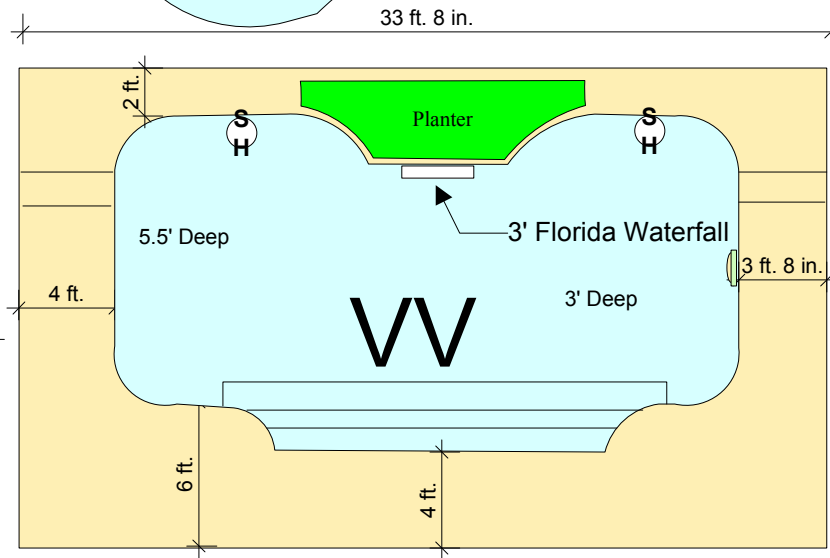 33 ft. 8 in.
2 ft.
S
H
Planter
S
H
3' Florida Waterfall
5.5' Deep
3 ft. 8 in.
4 ft.
3' Deep
VV
6 ft.
4 ft.